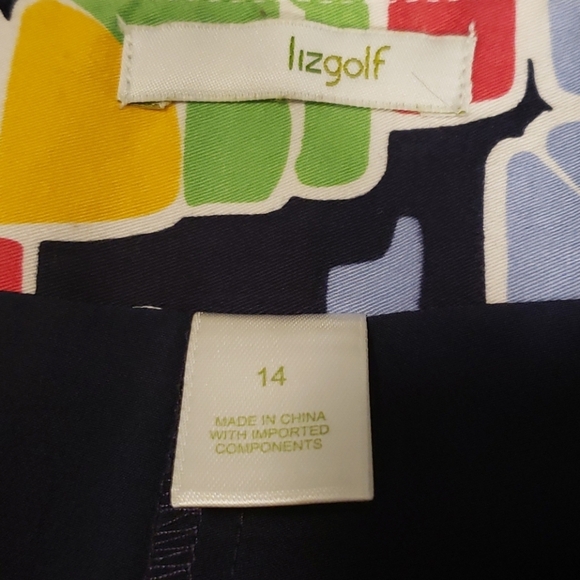 lizgolf
14
MADE IN CHINA
WITH IMPORTED
COMPONENTS